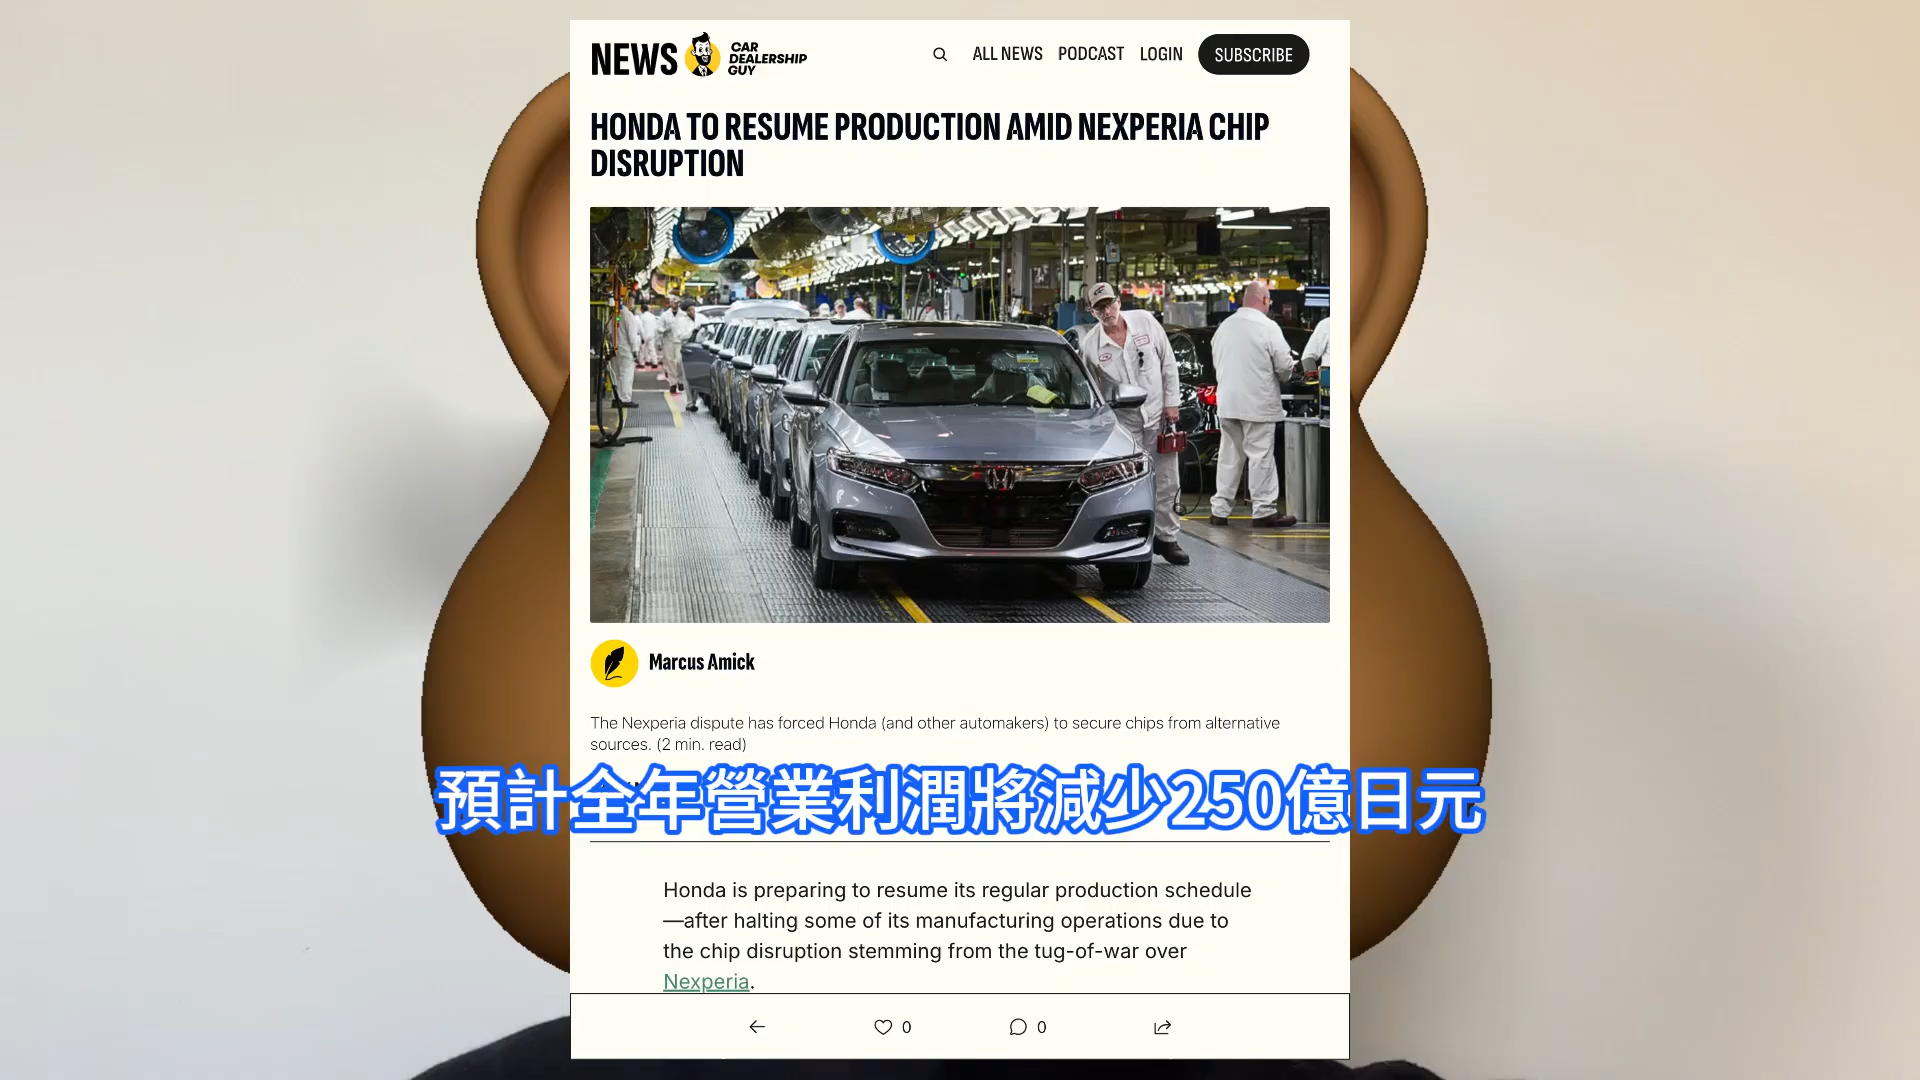 NEWS
CAR
DEALERSHIP
GUY
ALL NEWS
PODCAST
LOGIN
SUBSCRIBE
HONDA TO RESUME PRODUCTION AMID NEXPERIA CHIP
DISRUPTION
Marcus Amick
The Nexperia dispute has forced Honda (and other automakers) to secure chips from alternative
sources. (2 min. read)
預計全年營業利潤將減少250億日元
Honda is preparing to resume its regular production schedule
—after halting some of its manufacturing operations due to
the chip disruption stemming from the tug-of-war over
Nexperia.
0
0